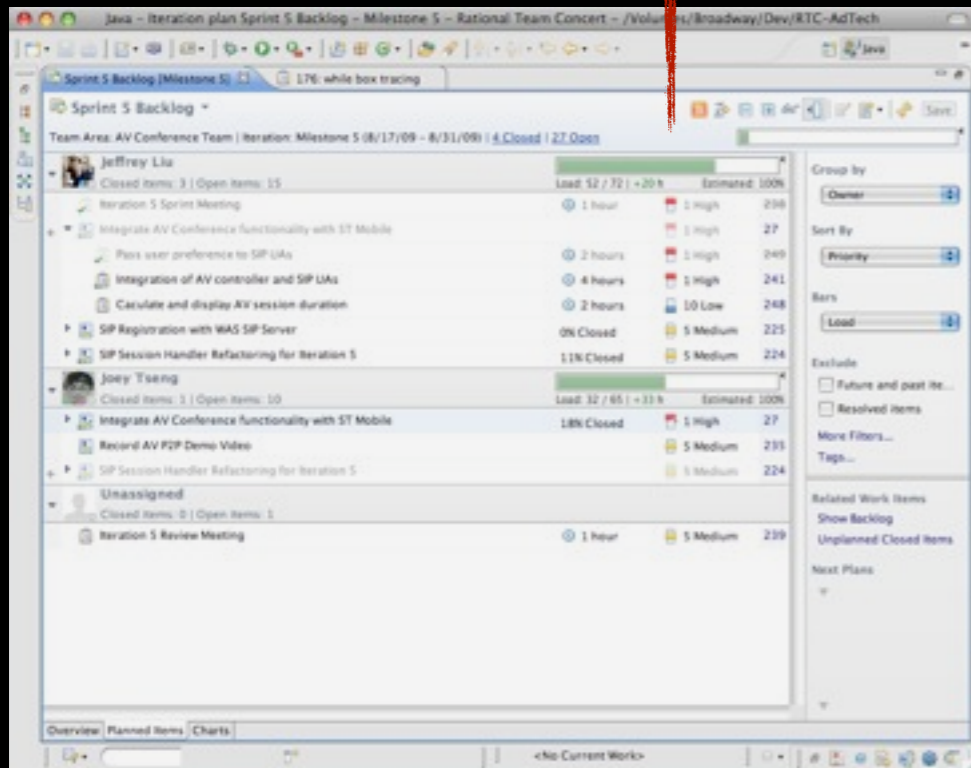 Java - Iteration plan Sprint 5 Backlog - Milestone 5 - Rational Team Concert - /Volumes/Broadway/Dev/RTC-AdTech
Java
Sprint 5 Backlog [Milestone 5] 176: while box tracing
Sprint 5 Backlog
Save
Team Area: AV Conference Team | Iteration: Milestone 5 (8/17/09 - 8/31/09) | 4 Closed | 27 Open
Jeffrey Liu
Closed items: 3 | Open items: 15 Load: 52 / 72 | +20 h Estimated: 100%
Iteration 5 Sprint Meeting 1 hour 1 High 238
Integrate AV Conference functionality with ST Mobile 1 High 27
Pass user preference to SIP UAs 2 hours 1 High 240
Integration of AV controller and SIP UAs 4 hours 1 High 241
Caculate and display AV session duration 2 hours 10 Low 248
SIP Registration with WAS SIP Server 0% Closed 5 Medium 225
SIP Session Handler Refactoring for Iteration 5 11% Closed 5 Medium 224
Joey Tseng
Closed items: 1 | Open items: 10 Load: 32 / 65 | +33 h Estimated: 100%
Integrate AV Conference functionality with ST Mobile 18% Closed 1 High 27
Record AV P2P Demo Video 5 Medium 235
SIP Session Handler Refactoring for Iteration 5 5 Medium 224
Unassigned
Closed items: 0 | Open items: 1
Iteration 5 Review Meeting 1 hour 5 Medium 239
Group by
Owner
Sort By
Priority
Bars
Load
Exclude
Future and past ite...
Resolved items
More Filters...
Tags...
Related Work Items
Show Backlog
Unplanned Closed Items
Next Plans
Overview Planned Items Charts
<No Current Work>